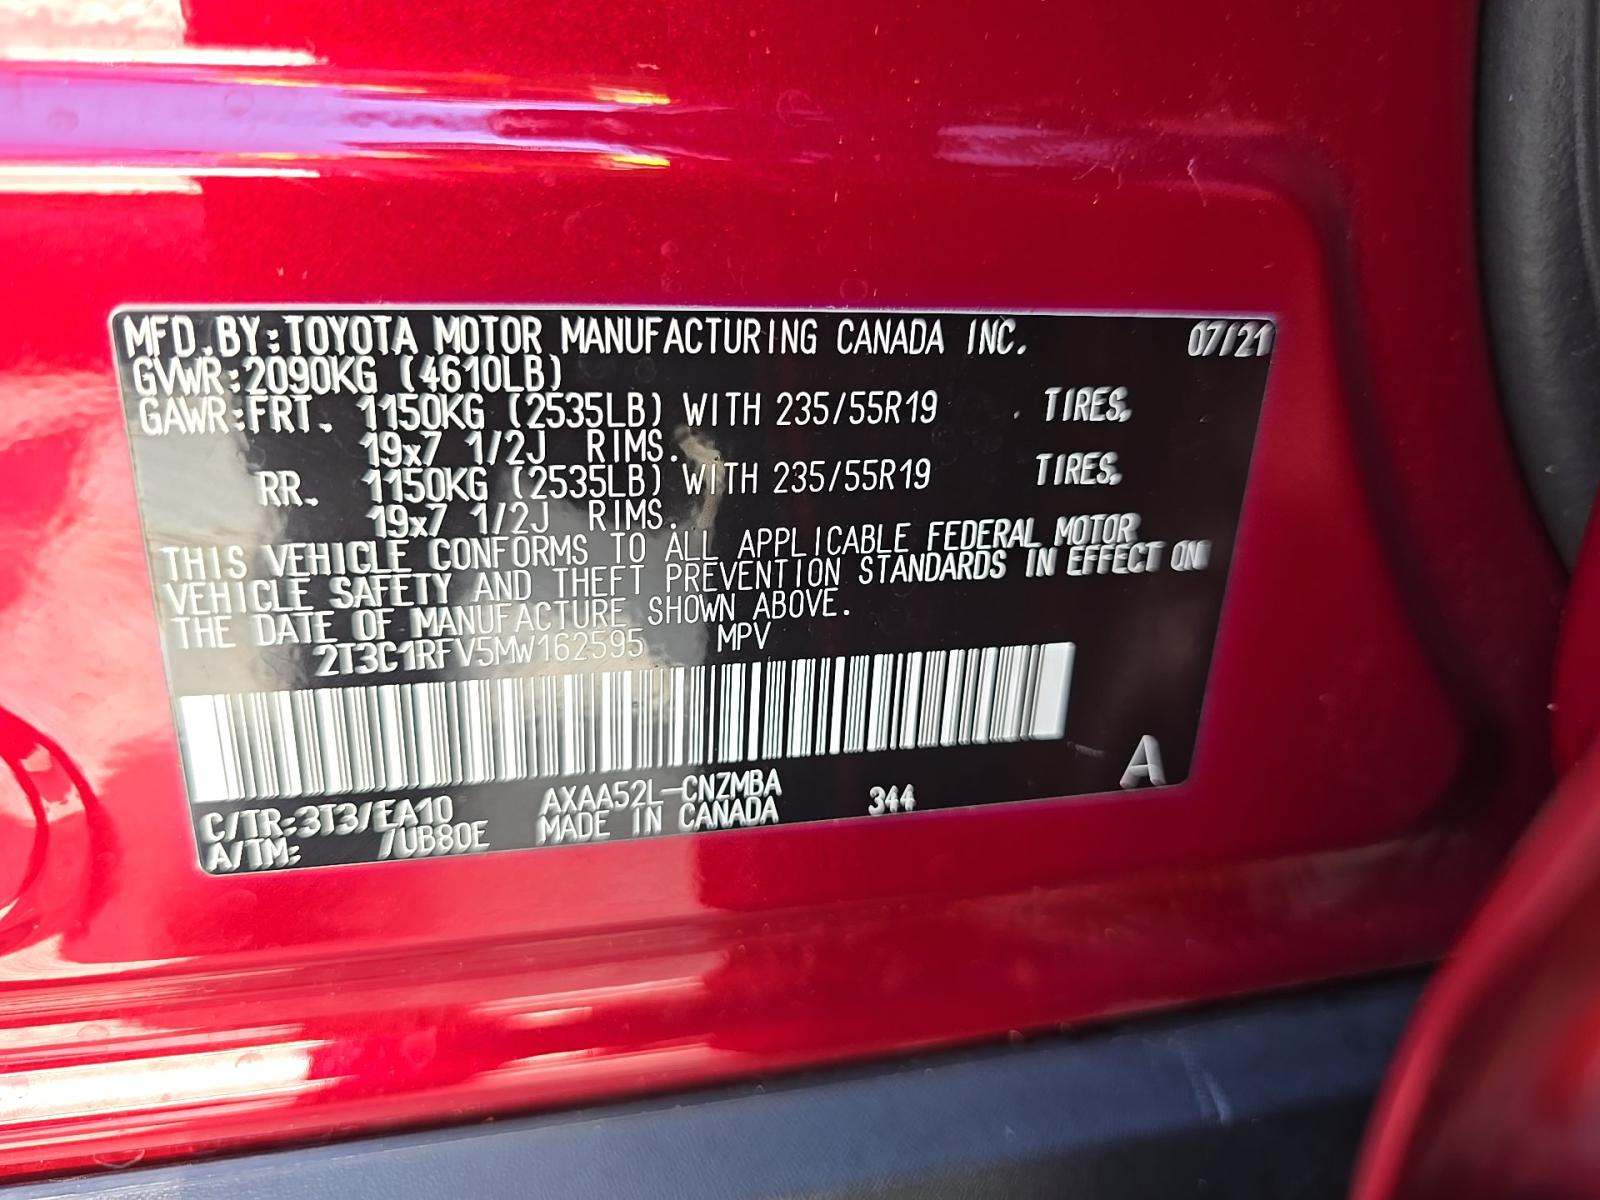 MFD. BY: TOYOTA MOTOR MANUFACTURING CANADA INC. 07/21
GVWR: 2090KG (4610LB)
GAWR: FRT. 1150KG (2535LB) WITH 235/55R19 TIRES,
19x7 1/2J RIMS.
RR. 1150KG (2535LB) WITH 235/55R19 TIRES,
19x7 1/2J RIMS.
THIS VEHICLE CONFORMS TO ALL APPLICABLE FEDERAL MOTOR
VEHICLE SAFETY AND THEFT PREVENTION STANDARDS IN EFFECT ON
THE DATE OF MANUFACTURE SHOWN ABOVE.
2T3C1RFV5MW162595 MPV
A
C/TR: 3T3/EA10 AXAA52L-CNZMBA 344
A/TM: /UB80E MADE IN CANADA